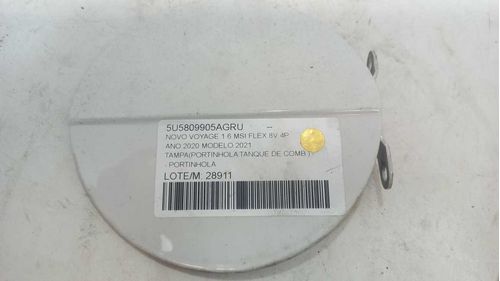 5U5809905AGRU --
NOVO VOYAGE 1.6 MSI FLEX 8V 4P
ANO 2020 MODELO 2021
TAMPA(PORTINHOLA TANQUE DE COMB.)
- PORTINHOLA
LOTE/M: 28911